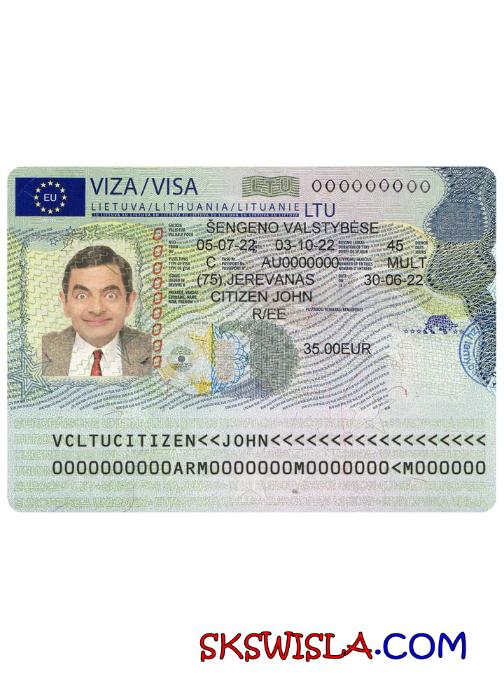 EU
VIZA/VISA
LTU
000000000
LIETUVA/LITHUANIA/LITUANIE
LTU
ŠENGENO VALSTYBĖSE
05-07-22 03-10-22 45
C AU0000000 MULT
(75) JEREVANAS 30-06-22
CITIZEN JOHN
R/EE
35.00EUR
VCLTUCITIZEN<<JOHN<<<<<<<<<<<<<<<<<<
0000000000ARM0000000M0000000<M000000
SKSWISLA.COM